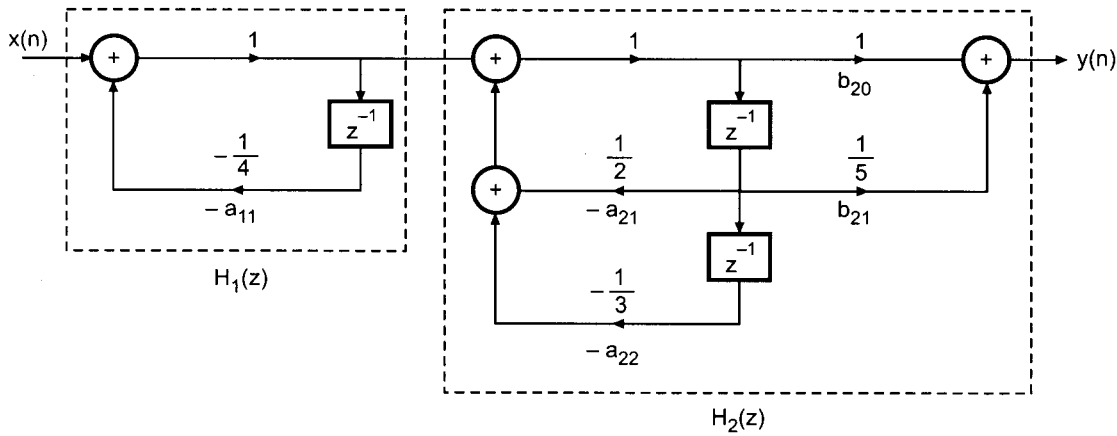 x(n)
+
1
z⁻¹
-1/4
- a₁₁
H₁(z)
+
1
1
b₂₀
+
y(n)
z⁻¹
+
1/2
- a₂₁
1/5
b₂₁
z⁻¹
-1/3
- a₂₂
H₂(z)